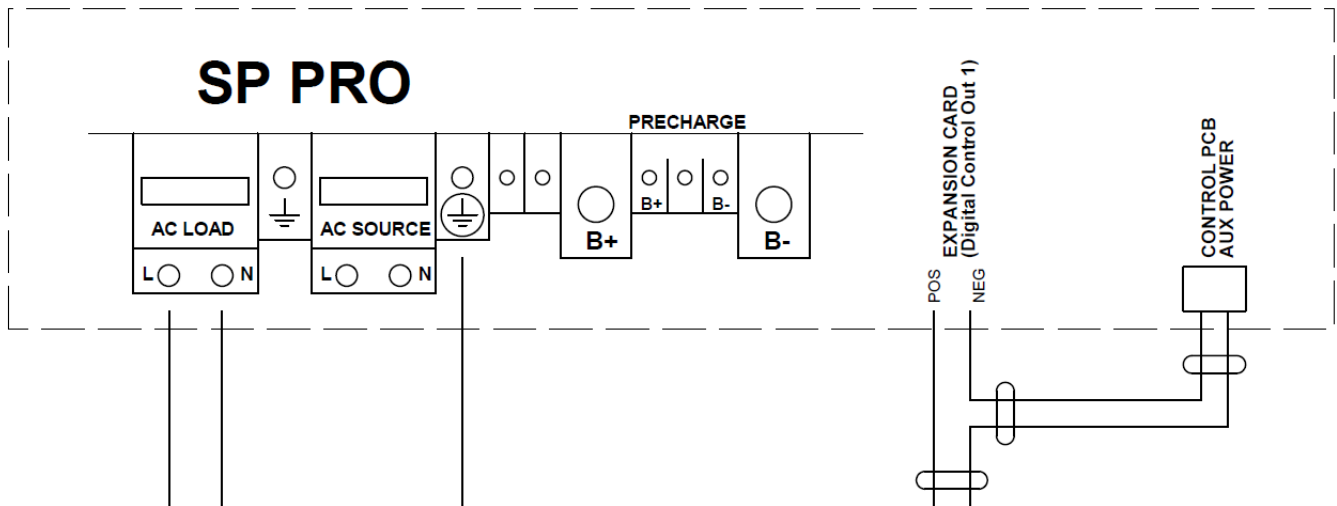 SP PRO
PRECHARGE
AC LOAD
AC SOURCE
L
N
L
N
B+
B+
B-
B-
EXPANSION CARD
(Digital Control Out 1)
POS
NEG
CONTROL PCB
AUX POWER